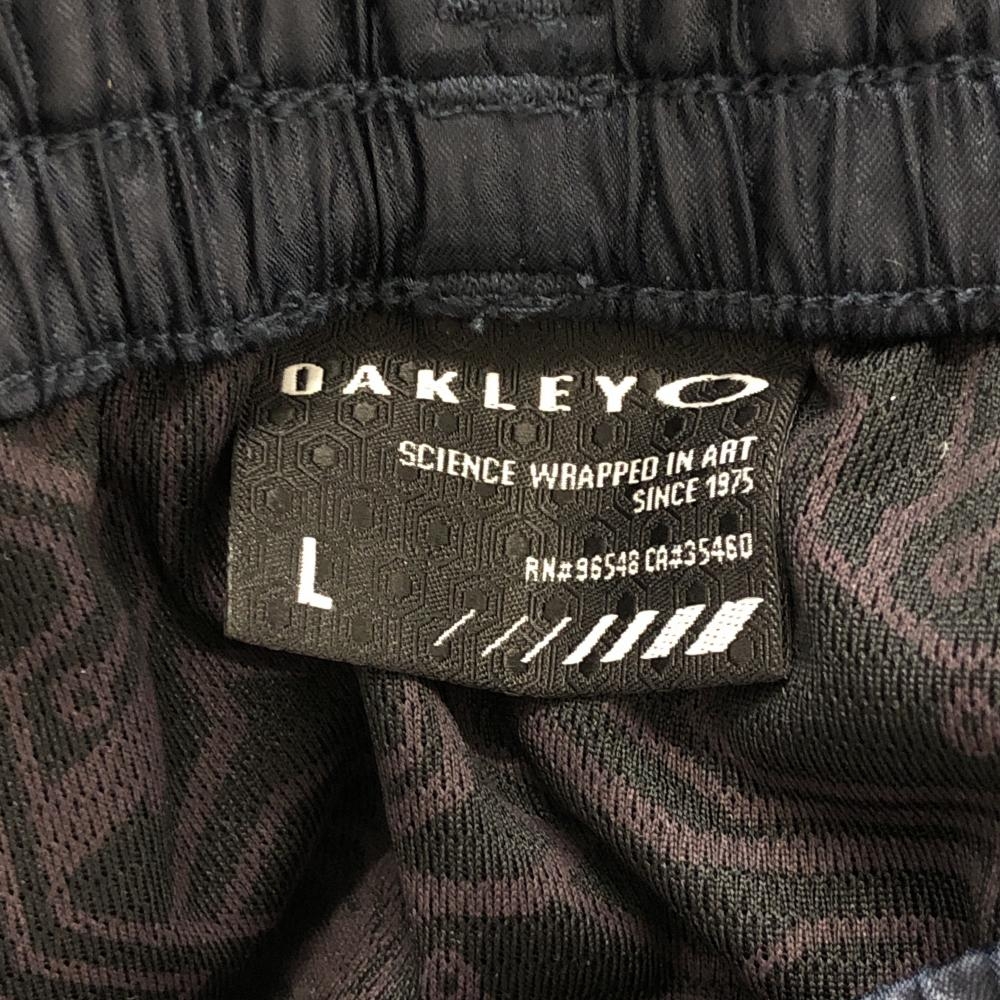 OAKLEY
SCIENCE WRAPPED IN ART
SINCE 1975
RN#96548 CA#35460
L